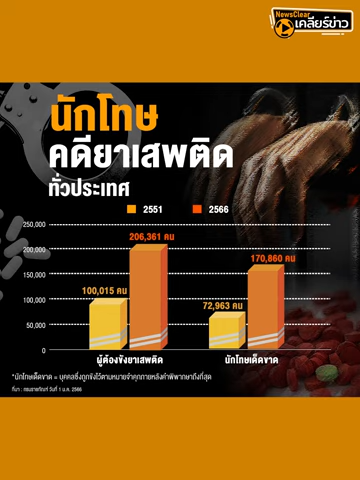 NewsClear
เคลียร์ข่าว
นักโทษ
คดียาเสพติด
ทั่วประเทศ
2551 2566
250,000
200,000
150,000
100,000
50,000
0
100,015 คน
206,361 คน
72,963 คน
170,860 คน
ผู้ต้องขังยาเสพติด นักโทษเด็ดขาด
*นักโทษเด็ดขาด = บุคคลซึ่งถูกขังไว้ตามหมายจำคุกภายหลังคำพิพากษาถึงที่สุด
ที่มา : กรมราชทัณฑ์ วันที่ 1 ม.ค. 2566